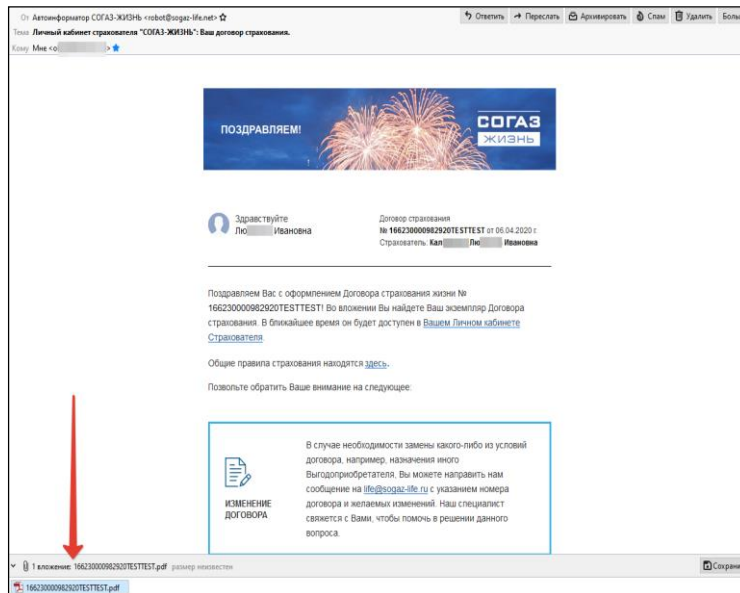 От Автоинформатор СОГАЗ-ЖИЗНЬ <robot@sogaz-life.net>
Ответить Переслать Архивировать Спам Удалить Боль
Тема Личный кабинет страхователя "СОГАЗ-ЖИЗНЬ": Ваш договор страхования.
Кому Мне <o >
ПОЗДРАВЛЯЕМ!
СОГАЗ
ЖИЗНЬ
Здравствуйте
Лю Ивановна
Договор страхования
№ 166230000982920TESTTEST от 06.04.2020 г.
Страхователь: Кал Лю Ивановна
Поздравляем Вас с оформлением Договора страхования жизни №
166230000982920TESTTEST! Во вложении Вы найдете Ваш экземпляр Договора
страхования. В ближайшее время он будет доступен в Вашем Личном кабинете
Страхователя.
Общие правила страхования находятся здесь.
Позвольте обратить Ваше внимание на следующее:
ИЗМЕНЕНИЕ
ДОГОВОРА
В случае необходимости замены какого-либо из условий
договора, например, назначения иного
Выгодоприобретателя, Вы можете направить нам
сообщение на life@sogaz-life.ru с указанием номера
договора и желаемых изменений. Наш специалист
свяжется с Вами, чтобы помочь в решении данного
вопроса.
1 вложение: 166230000982920TESTTEST.pdf размер неизвестен
Сохрани
166230000982920TESTTEST.pdf